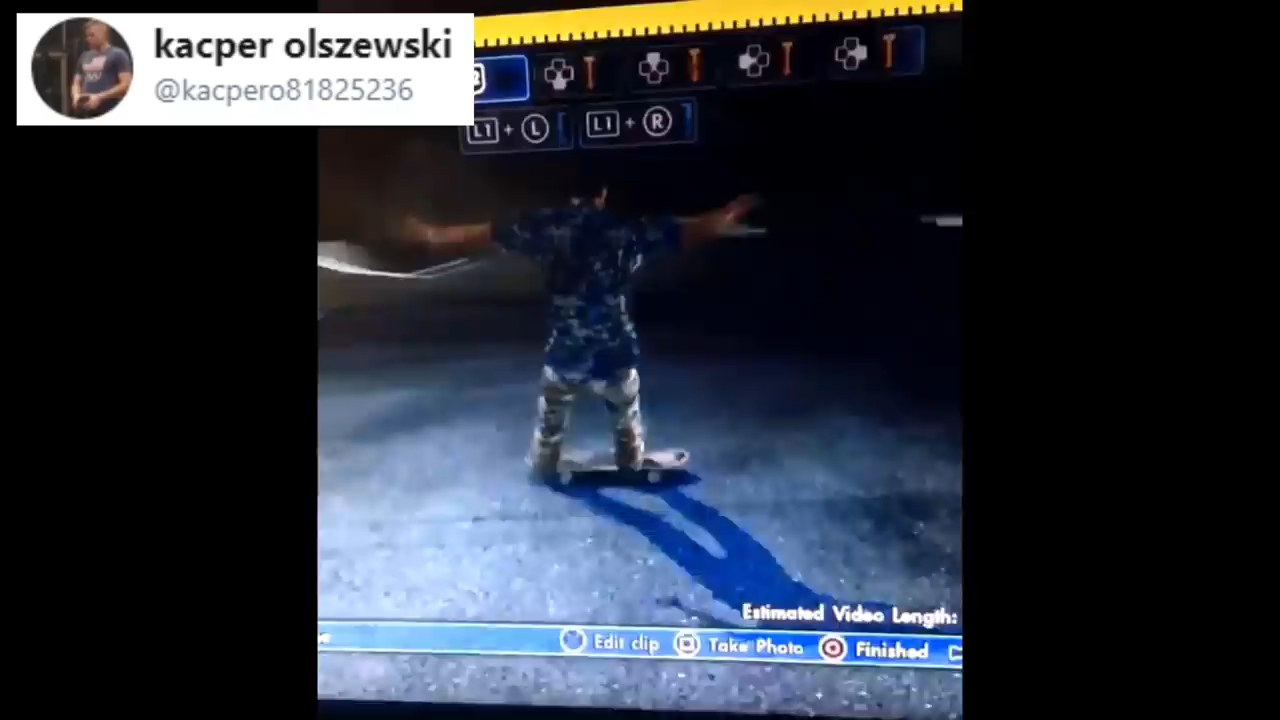 kacper olszewski
@kacpero81825236
L1 + L
L1 + R
Estimated Video Length:
Edit clip
Take Photo
Finished